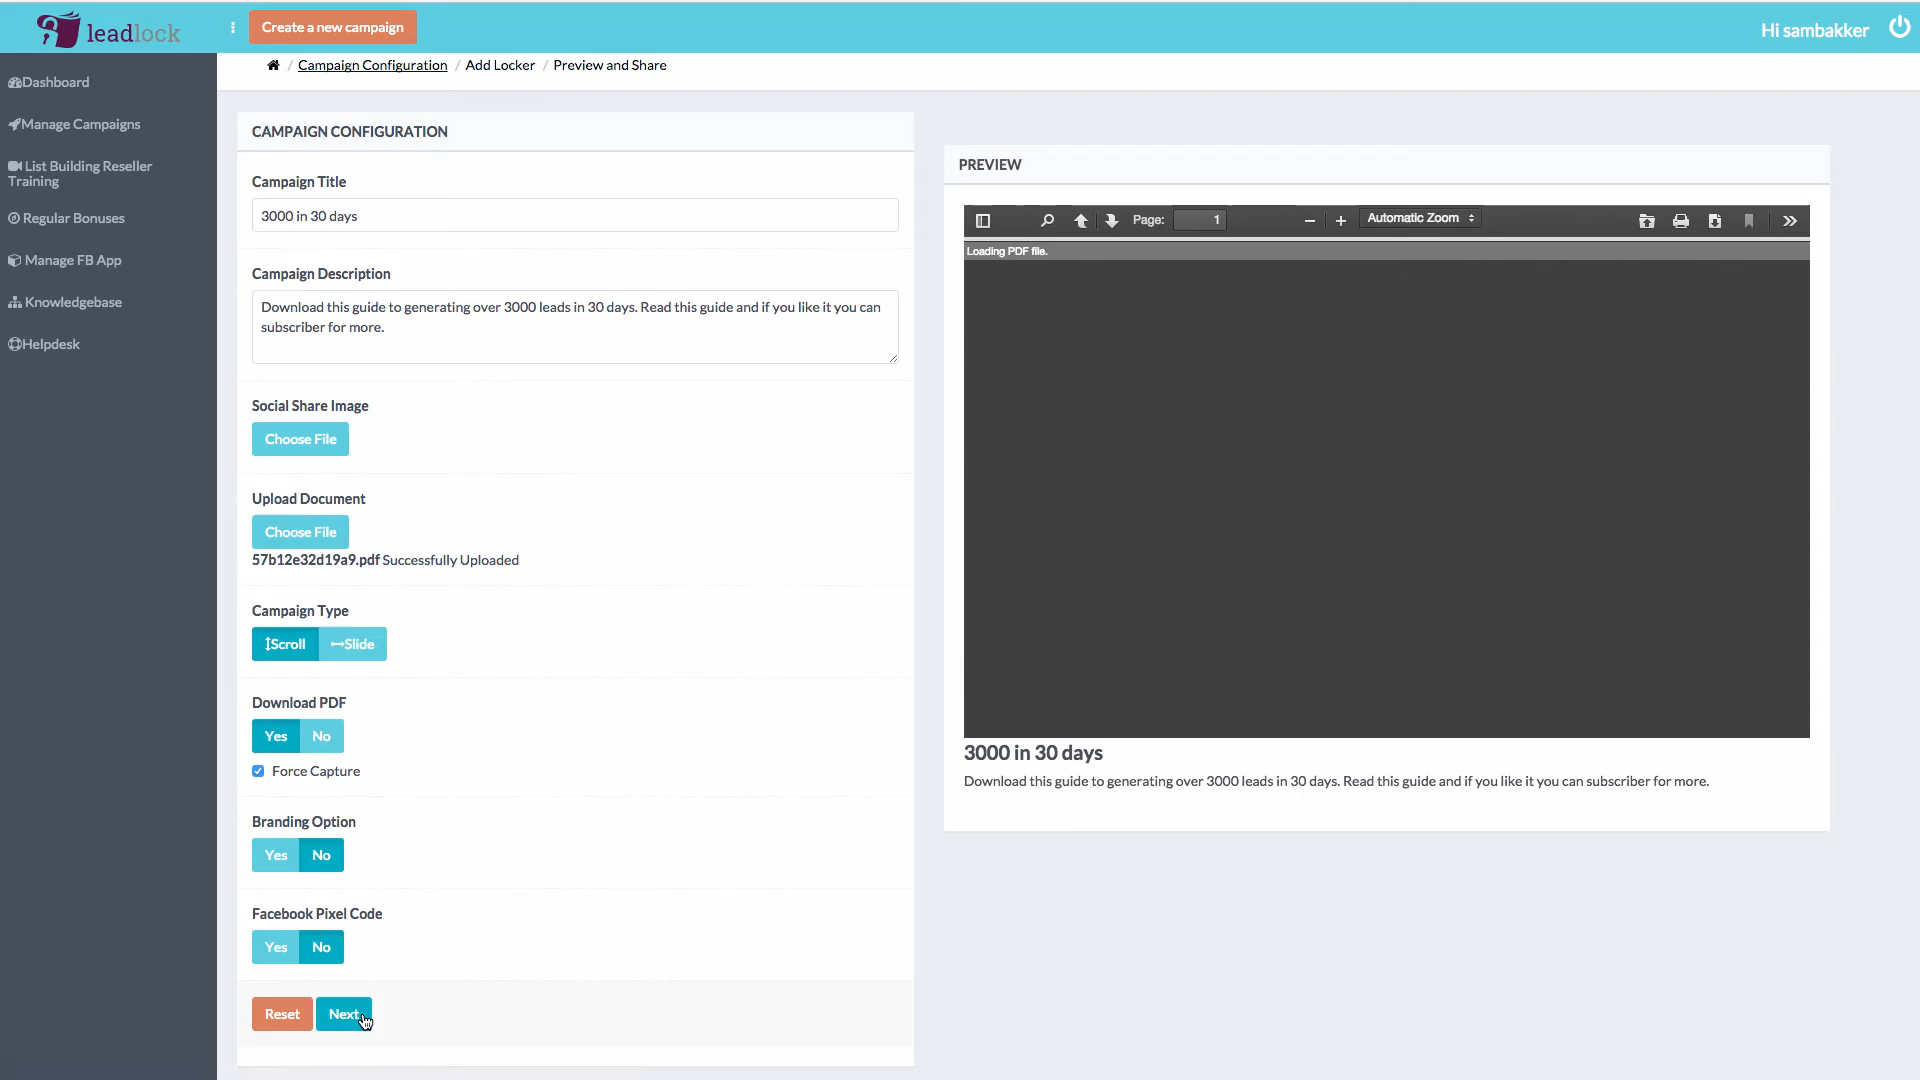 leadlock
Create a new campaign
Hi sambakker
/ Campaign Configuration / Add Locker / Preview and Share
Dashboard
Manage Campaigns
List Building Reseller
Training
Regular Bonuses
Manage FB App
Knowledgebase
Helpdesk
CAMPAIGN CONFIGURATION
Campaign Title
3000 in 30 days
Campaign Description
Download this guide to generating over 3000 leads in 30 days. Read this guide and if you like it you can
subscriber for more.
Social Share Image
Choose File
Upload Document
Choose File
57b12e32d19a9.pdf Successfully Uploaded
Campaign Type
Scroll Slide
Download PDF
Yes No
Force Capture
Branding Option
Yes No
Facebook Pixel Code
Yes No
Reset Next
PREVIEW
Page: 1 Automatic Zoom
Loading PDF file.
3000 in 30 days
Download this guide to generating over 3000 leads in 30 days. Read this guide and if you like it you can subscriber for more.